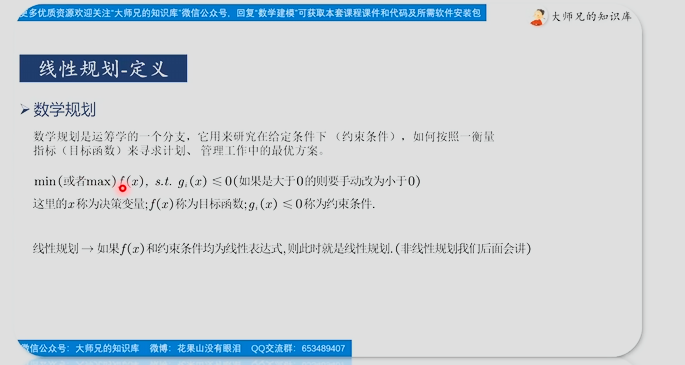 更多优质资源欢迎关注“大师兄的知识库”微信公众号，回复“数学建模”可获取本套课程课件和代码及所需软件安装包
大师兄的知识库
线性规划-定义
➢ 数学规划
数学规划是运筹学的一个分支，它用来研究在给定条件下（约束条件），如何按照一衡量
指标（目标函数）来寻求计划、管理工作中的最优方案。
min(或者max)f(x), s.t. gᵢ(x) ≤ 0(如果是大于0的则要手动改为小于0)
这里的x称为决策变量;f(x)称为目标函数;gᵢ(x) ≤ 0称为约束条件.
线性规划 → 如果f(x)和约束条件均为线性表达式,则此时就是线性规划.(非线性规划我们后面会讲)
微信公众号：大师兄的知识库 微博：花果山没有眼泪 QQ交流群：653489407